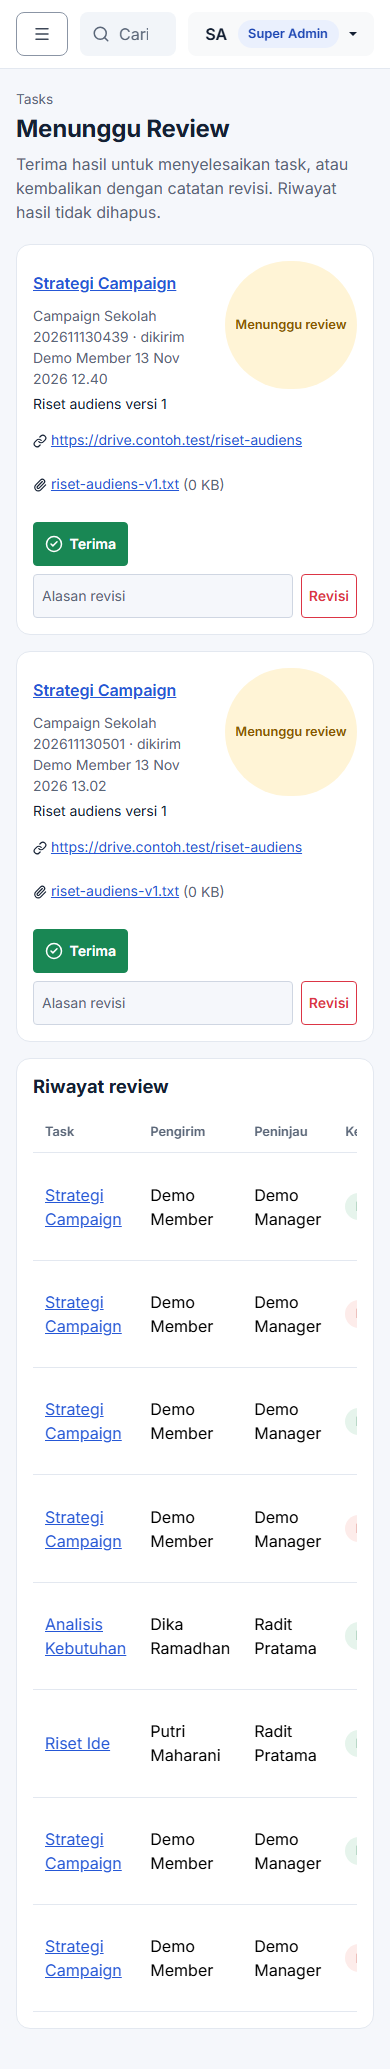 Cari
SA Super Admin
Tasks
Menunggu Review
Terima hasil untuk menyelesaikan task, atau
kembalikan dengan catatan revisi. Riwayat
hasil tidak dihapus.
Strategi Campaign
Menunggu review
Campaign Sekolah
202611130439 · dikirim
Demo Member 13 Nov
2026 12.40
Riset audiens versi 1
https://drive.contoh.test/riset-audiens
riset-audiens-v1.txt (0 KB)
Terima
Alasan revisi
Revisi
Strategi Campaign
Menunggu review
Campaign Sekolah
202611130501 · dikirim
Demo Member 13 Nov
2026 13.02
Riset audiens versi 1
https://drive.contoh.test/riset-audiens
riset-audiens-v1.txt (0 KB)
Terima
Alasan revisi
Revisi
Riwayat review
Task Pengirim Peninjau
Strategi Demo Demo
Campaign Member Manager
Strategi Demo Demo
Campaign Member Manager
Strategi Demo Demo
Campaign Member Manager
Strategi Demo Demo
Campaign Member Manager
Analisis Dika Radit
Kebutuhan Ramadhan Pratama
Riset Ide
Putri Radit
Maharani Pratama
Strategi Demo Demo
Campaign Member Manager
Strategi Demo Demo
Campaign Member Manager